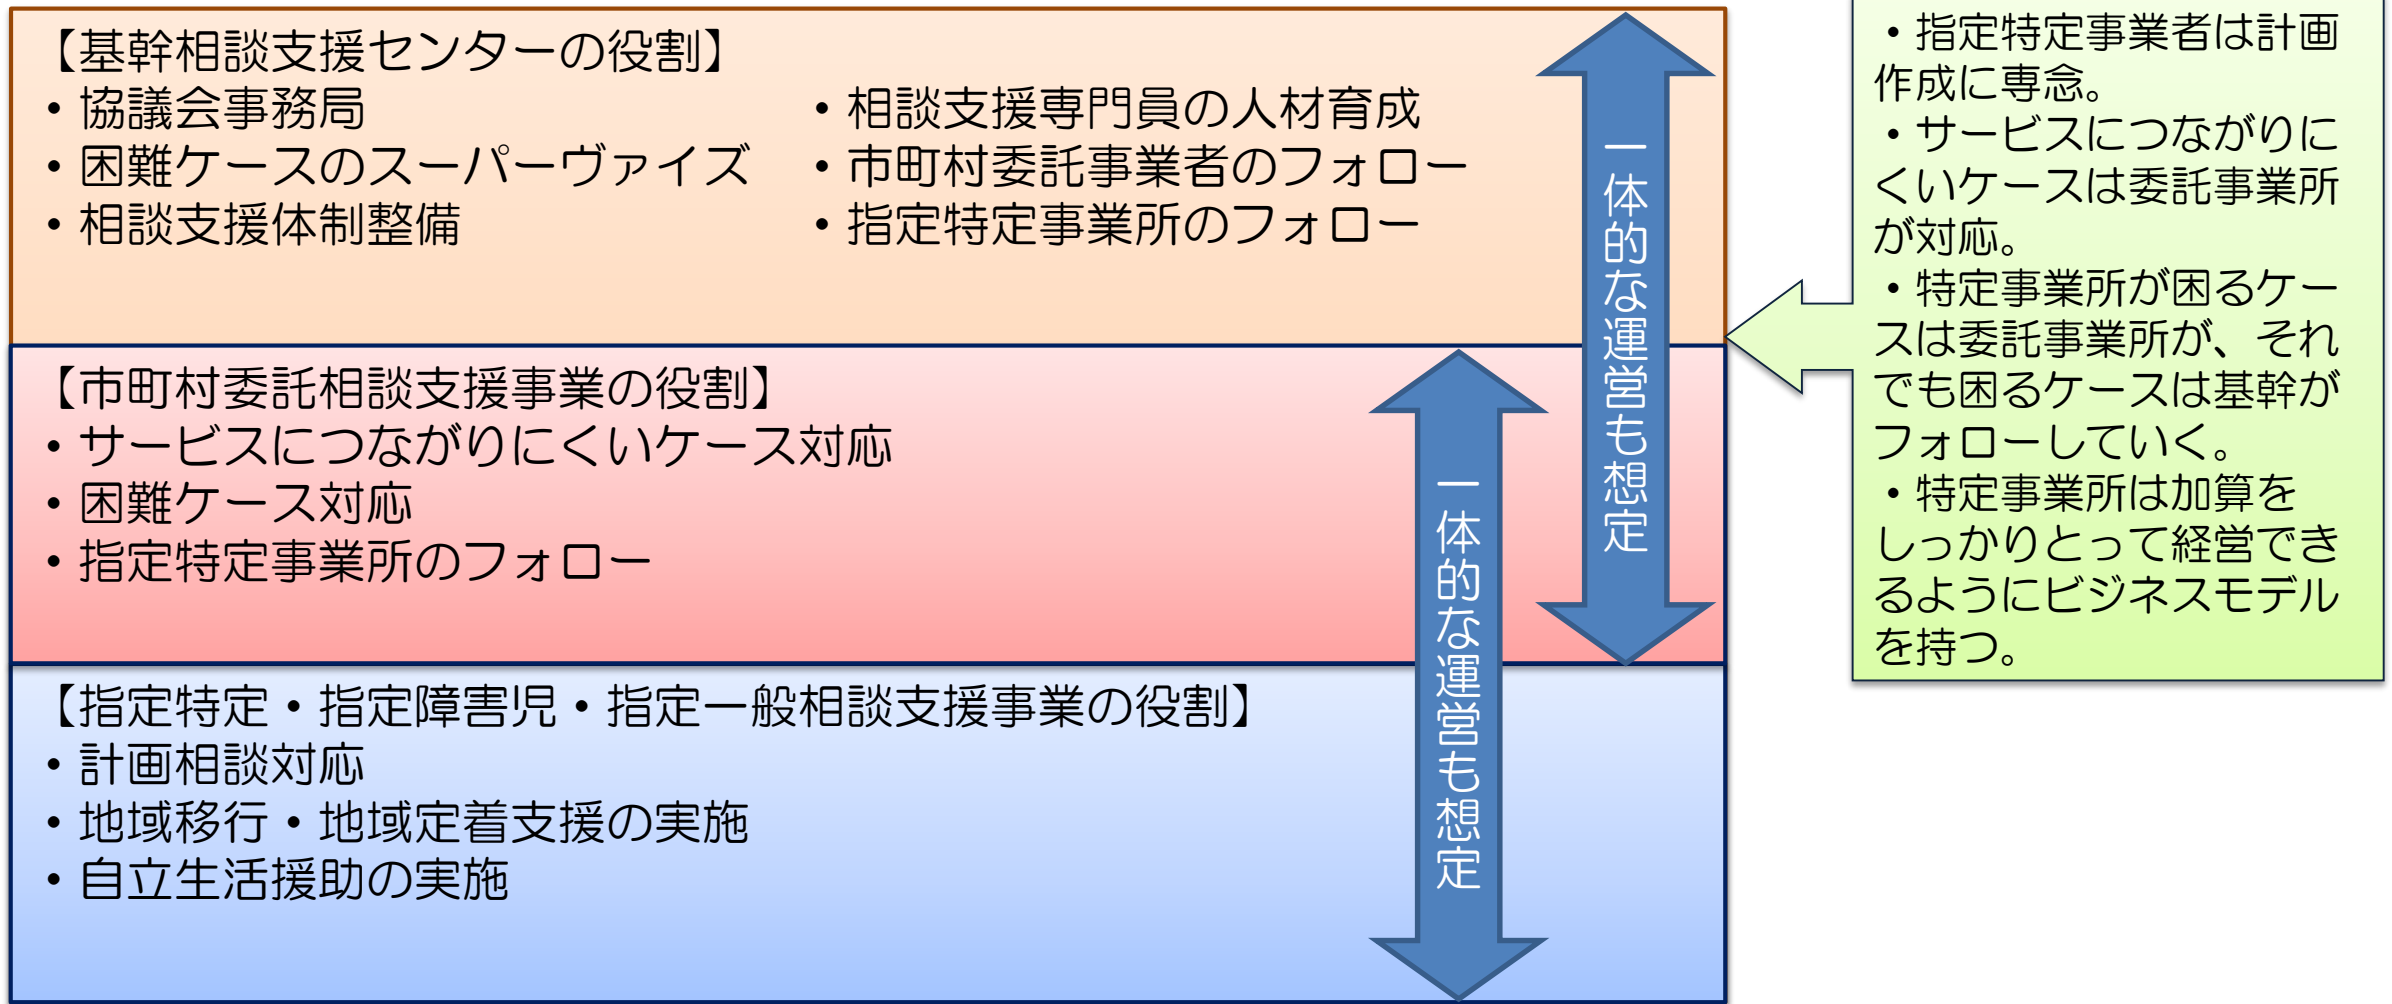 【基幹相談支援センターの役割】
・協議会事務局
・困難ケースのスーパーヴァイズ
・相談支援体制整備
・相談支援専門員の人材育成
・市町村委託事業者のフォロー
・指定特定事業所のフォロー
一体的な運営も想定
【市町村委託相談支援事業の役割】
・サービスにつながりにくいケース対応
・困難ケース対応
・指定特定事業所のフォロー
一体的な運営も想定
【指定特定・指定障害児・指定一般相談支援事業の役割】
・計画相談対応
・地域移行・地域定着支援の実施
・自立生活援助の実施
・指定特定事業者は計画
作成に専念。
・サービスにつながりに
くいケースは委託事業所
が対応。
・特定事業所が困るケー
スは委託事業所が、それ
でも困るケースは基幹が
フォローしていく。
・特定事業所は加算を
しっかりとって経営でき
るようにビジネスモデル
を持つ。